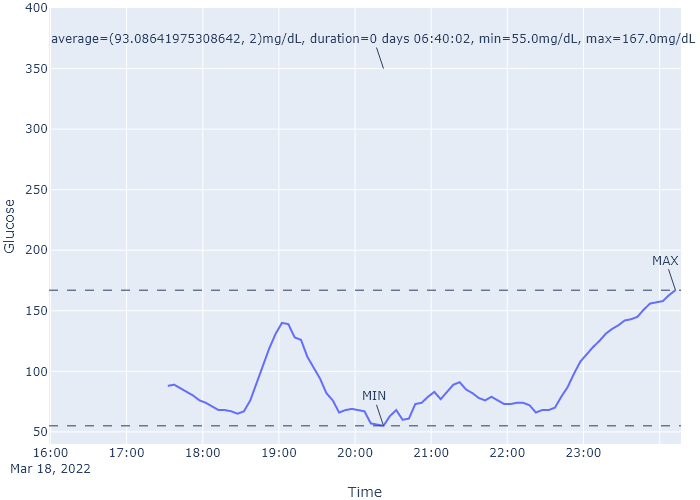 400
average=(93.08641975308642, 2)mg/dL, duration=0 days 06:40:02, min=55.0mg/dL, max=167.0mg/dL
350
300
250
Glucose
200
MAX
150
100
MIN
50
16:00 17:00 18:00 19:00 20:00 21:00 22:00 23:00
Mar 18, 2022
Time